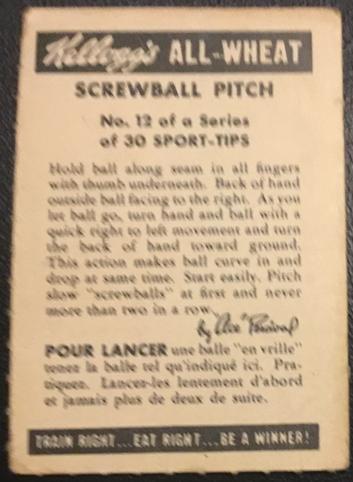 Kellogg's ALL-WHEAT
SCREWBALL PITCH
No. 12 of a Series
of 30 SPORT-TIPS
Hold ball along seam in all fingers
with thumb underneath. Back of hand
outside ball facing to the right. As you
let ball go, turn hand and ball with a
quick right to left movement and turn
the back of hand toward ground.
This action makes ball curve in and
drop at same time. Start easily. Pitch
slow "screwballs" at first and never
more than two in a row.
by "Ace" Percival
POUR LANCER une balle "en vrille"
tenez la balle tel qu'indiqué ici. Pra-
tiquez. Lancez-les lentement d'abord
et jamais plus de deux de suite.
TRAIN RIGHT...EAT RIGHT...BE A WINNER!